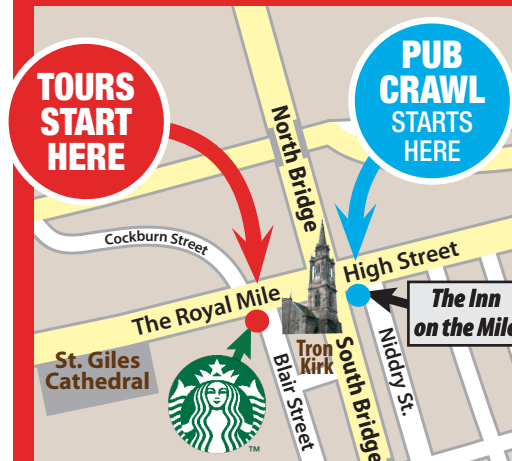 TOURS
START
HERE
PUB
CRAWL
STARTS
HERE
North Bridge
Cockburn Street
High Street
The Royal Mile
The Inn
on the Mile
St. Giles
Cathedral
Tron
Kirk
Blair Street
South Bridge
Niddry St.
TM